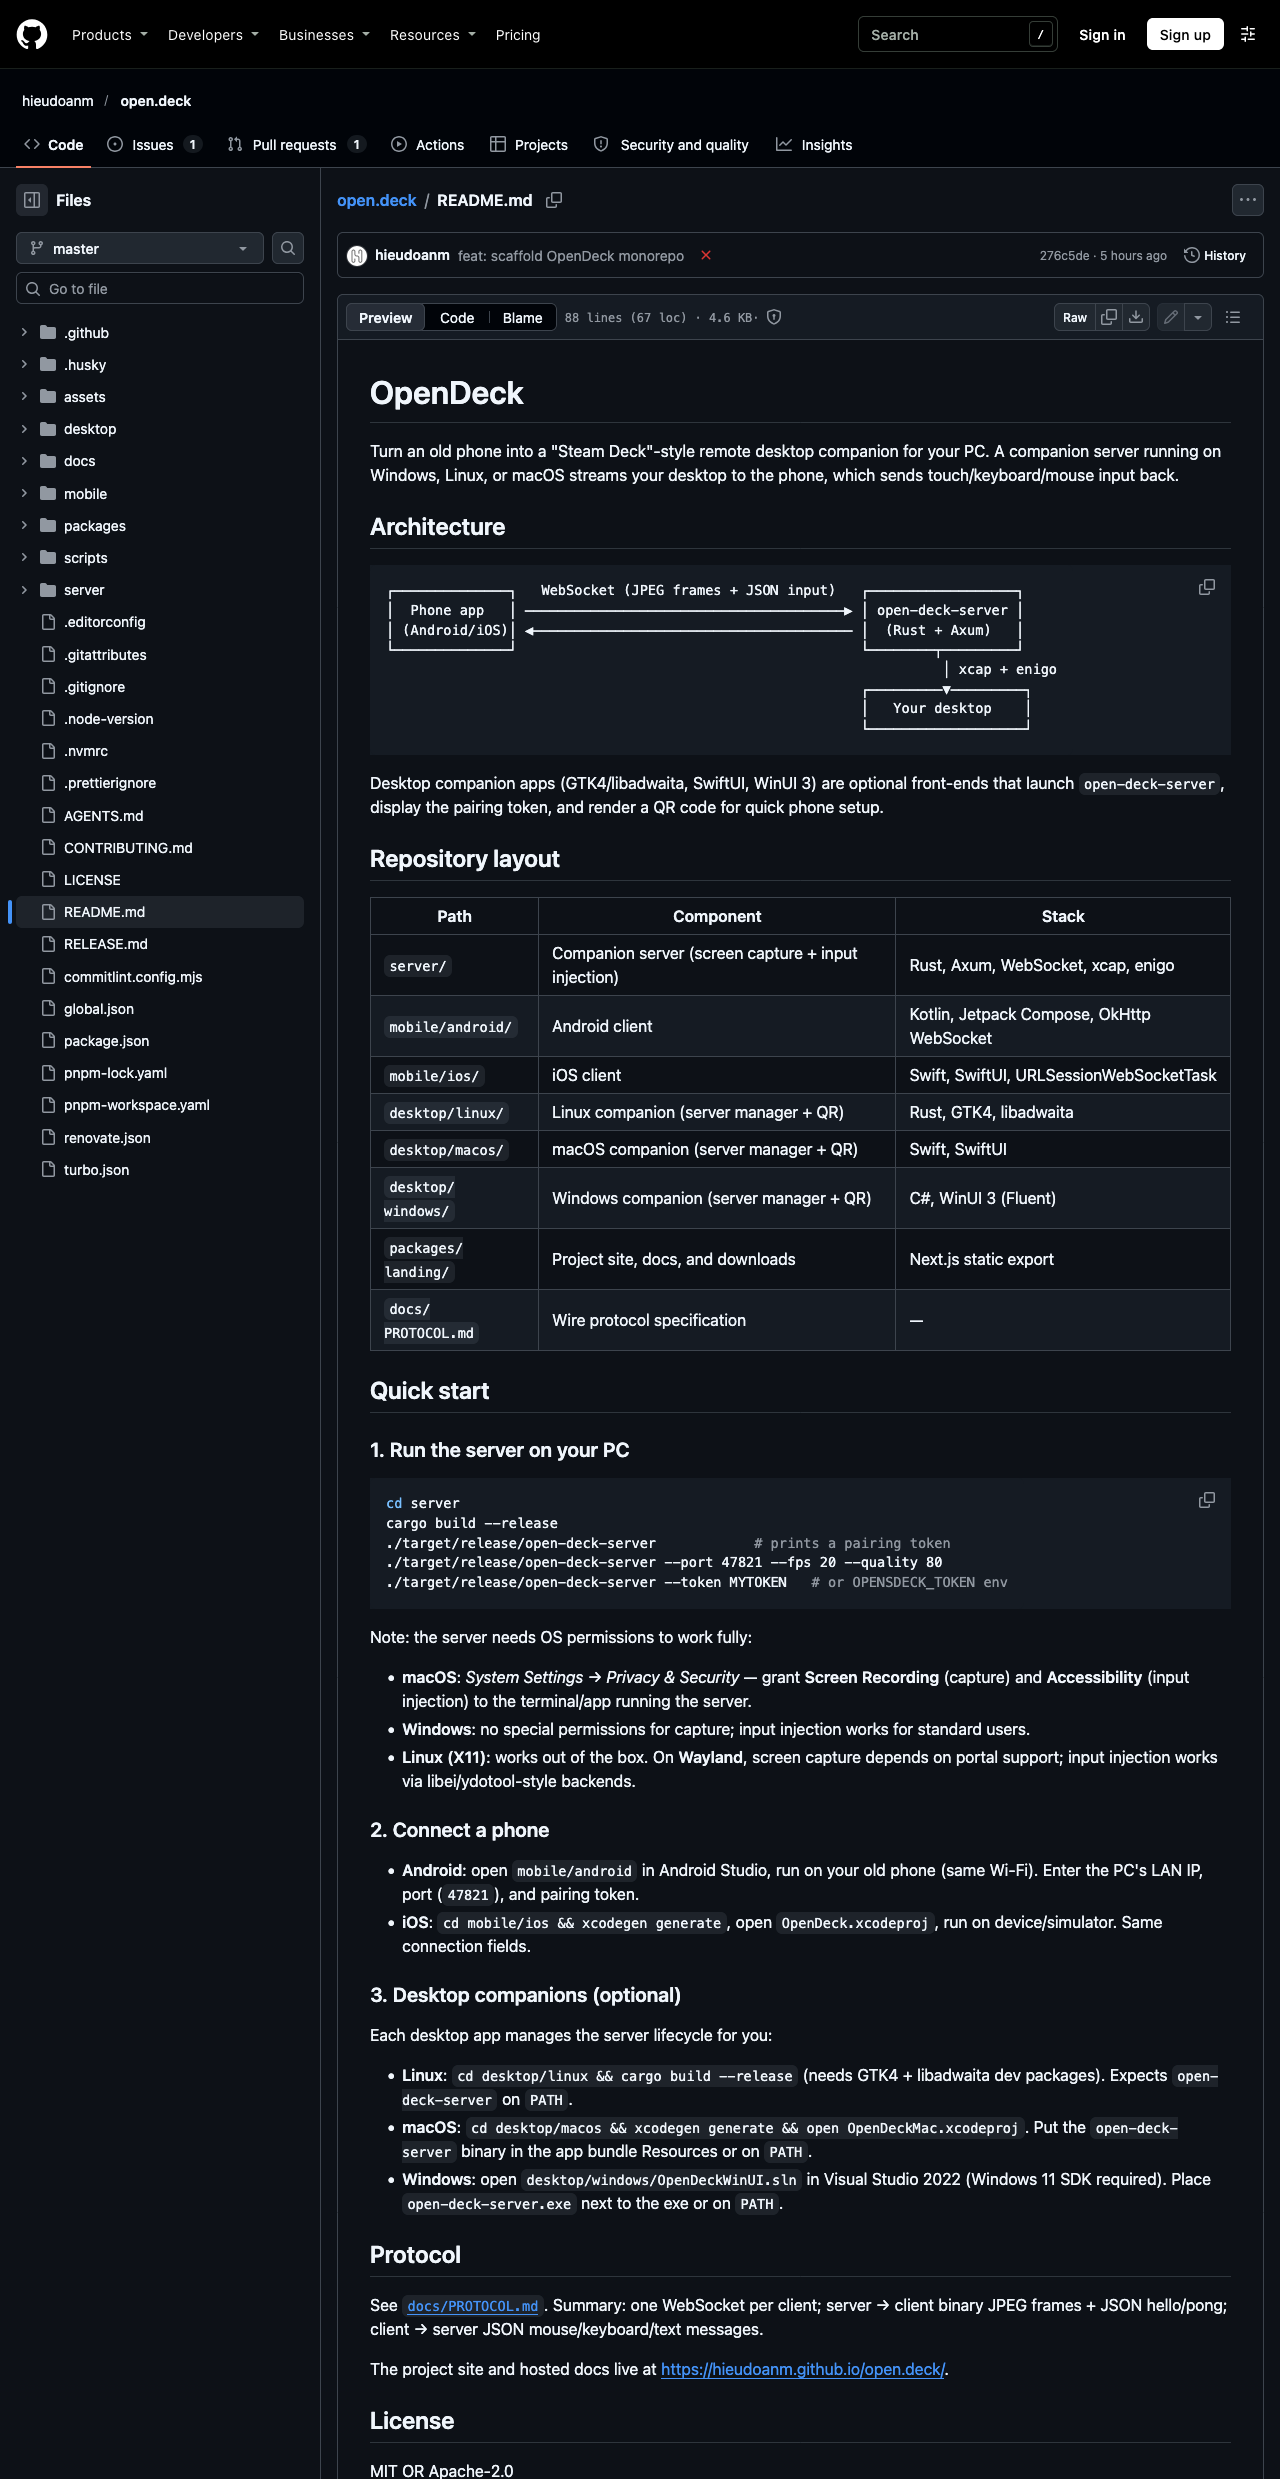 Products
Developers
Businesses
Resources
Pricing
Search
/
Sign in
Sign up
hieudoanm / open.deck
Code
Issues 1
Pull requests 1
Actions
Projects
Security and quality
Insights
Files
master
Go to file
.github
.husky
assets
desktop
docs
mobile
packages
scripts
server
.editorconfig
.gitattributes
.gitignore
.node-version
.nvmrc
.prettierignore
AGENTS.md
CONTRIBUTING.md
LICENSE
README.md
RELEASE.md
commitlint.config.mjs
global.json
package.json
pnpm-lock.yaml
pnpm-workspace.yaml
renovate.json
turbo.json
open.deck / README.md
hieudoanm feat: scaffold OpenDeck monorepo
276c5de · 5 hours ago
History
Preview
Code
Blame
88 lines (67 loc) · 4.6 KB
Raw
OpenDeck
Turn an old phone into a "Steam Deck"-style remote desktop companion for your PC. A companion server running on
Windows, Linux, or macOS streams your desktop to the phone, which sends touch/keyboard/mouse input back.
Architecture
WebSocket (JPEG frames + JSON input)
Phone app open-deck-server
(Android/iOS) (Rust + Axum)
xcap + enigo
Your desktop
Desktop companion apps (GTK4/libadwaita, SwiftUI, WinUI 3) are optional front-ends that launch open-deck-server,
display the pairing token, and render a QR code for quick phone setup.
Repository layout
Path Component Stack
server/ Companion server (screen capture + input injection) Rust, Axum, WebSocket, xcap, enigo
mobile/android/ Android client Kotlin, Jetpack Compose, OkHttp WebSocket
mobile/ios/ iOS client Swift, SwiftUI, URLSessionWebSocketTask
desktop/linux/ Linux companion (server manager + QR) Rust, GTK4, libadwaita
desktop/macos/ macOS companion (server manager + QR) Swift, SwiftUI
desktop/windows/ Windows companion (server manager + QR) C#, WinUI 3 (Fluent)
packages/landing/ Project site, docs, and downloads Next.js static export
docs/PROTOCOL.md Wire protocol specification —
Quick start
1. Run the server on your PC
cd server
cargo build --release
./target/release/open-deck-server # prints a pairing token
./target/release/open-deck-server --port 47821 --fps 20 --quality 80
./target/release/open-deck-server --token MYTOKEN # or OPENSDECK_TOKEN env
Note: the server needs OS permissions to work fully:
• macOS: System Settings → Privacy & Security — grant Screen Recording (capture) and Accessibility (input
injection) to the terminal/app running the server.
• Windows: no special permissions for capture; input injection works for standard users.
• Linux (X11): works out of the box. On Wayland, screen capture depends on portal support; input injection works
via libei/ydotool-style backends.
2. Connect a phone
• Android: open mobile/android in Android Studio, run on your old phone (same Wi-Fi). Enter the PC's LAN IP,
port (47821), and pairing token.
• iOS: cd mobile/ios && xcodegen generate, open OpenDeck.xcodeproj, run on device/simulator. Same
connection fields.
3. Desktop companions (optional)
Each desktop app manages the server lifecycle for you:
• Linux: cd desktop/linux && cargo build --release (needs GTK4 + libadwaita dev packages). Expects open-
deck-server on PATH.
• macOS: cd desktop/macos && xcodegen generate && open OpenDeckMac.xcodeproj. Put the open-deck-
server binary in the app bundle Resources or on PATH.
• Windows: open desktop/windows/OpenDeckWinUI.sln in Visual Studio 2022 (Windows 11 SDK required). Place
open-deck-server.exe next to the exe or on PATH.
Protocol
See docs/PROTOCOL.md. Summary: one WebSocket per client; server → client binary JPEG frames + JSON hello/pong;
client → server JSON mouse/keyboard/text messages.
The project site and hosted docs live at https://hieudoanm.github.io/open.deck/.
License
MIT OR Apache-2.0